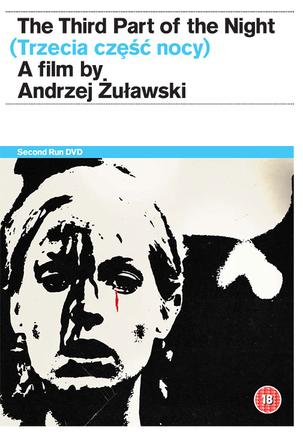 The Third Part of the Night
(Trzecia część nocy)
A film by
Andrzej Żuławski
Second Run DVD
18